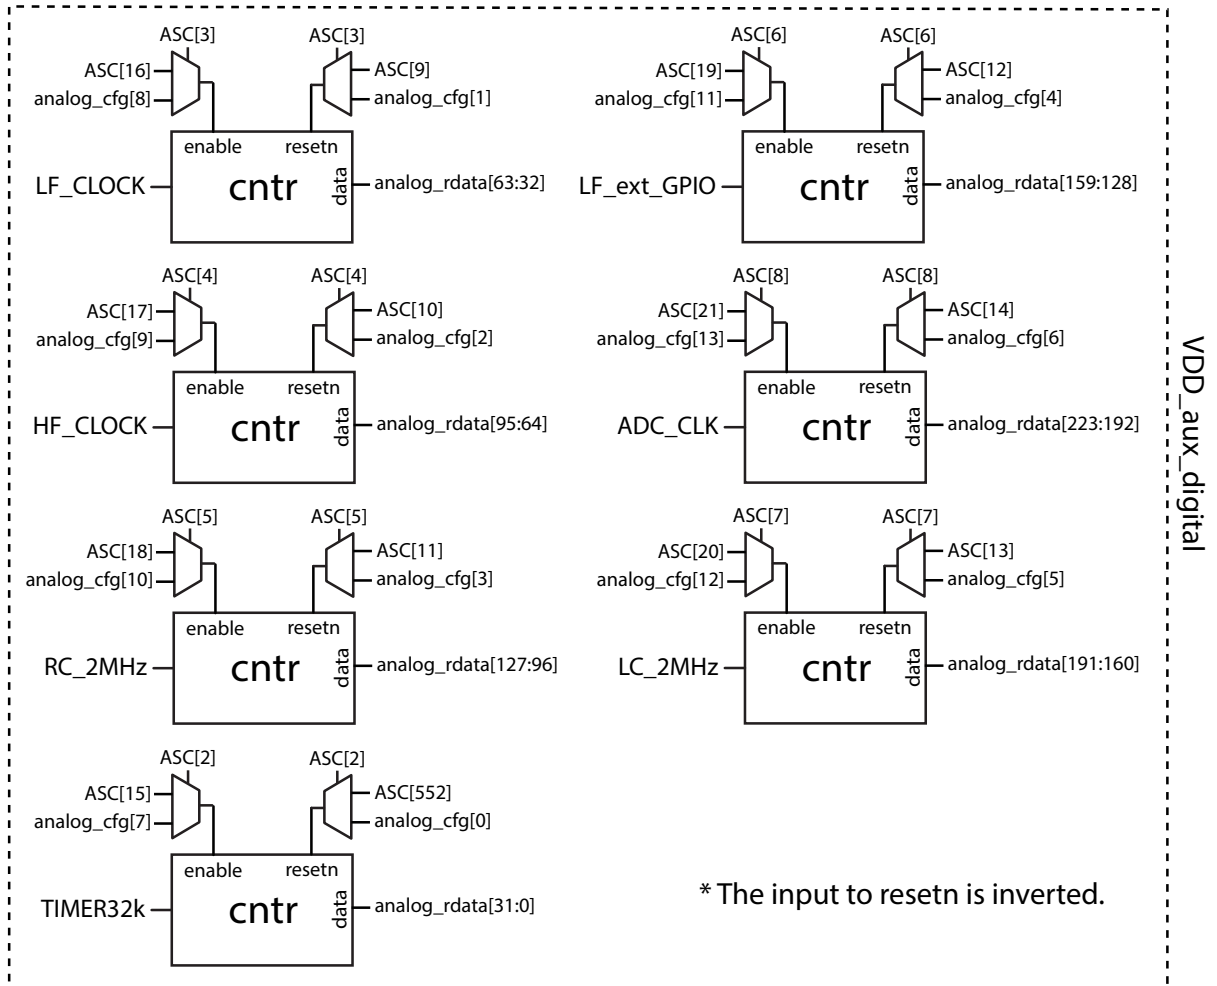 ASC[3]
ASC[3]
ASC[16]
analog_cfg[8]
ASC[9]
analog_cfg[1]
enable
resetn
LF_CLOCK
cntr
data
analog_rdata[63:32]
ASC[6]
ASC[6]
ASC[19]
analog_cfg[11]
ASC[12]
analog_cfg[4]
enable
resetn
LF_ext_GPIO
cntr
data
analog_rdata[159:128]
ASC[4]
ASC[4]
ASC[17]
analog_cfg[9]
ASC[10]
analog_cfg[2]
enable
resetn
HF_CLOCK
cntr
data
analog_rdata[95:64]
ASC[8]
ASC[8]
ASC[21]
analog_cfg[13]
ASC[14]
analog_cfg[6]
enable
resetn
ADC_CLK
cntr
data
analog_rdata[223:192]
ASC[5]
ASC[5]
ASC[18]
analog_cfg[10]
ASC[11]
analog_cfg[3]
enable
resetn
RC_2MHz
cntr
data
analog_rdata[127:96]
ASC[7]
ASC[7]
ASC[20]
analog_cfg[12]
ASC[13]
analog_cfg[5]
enable
resetn
LC_2MHz
cntr
data
analog_rdata[191:160]
ASC[2]
ASC[2]
ASC[15]
analog_cfg[7]
ASC[552]
analog_cfg[0]
enable
resetn
TIMER32k
cntr
data
analog_rdata[31:0]
* The input to resetn is inverted.
VDD_aux_digital